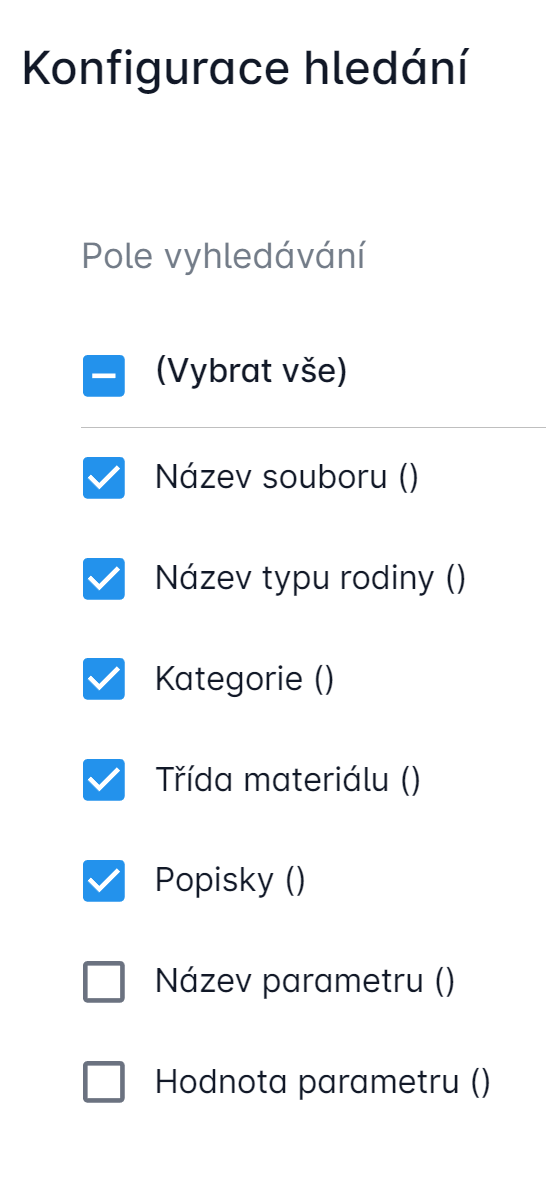 Konfigurace hledání
Pole vyhledávání
(Vybrat vše)
Název souboru ()
Název typu rodiny ()
Kategorie ()
Třída materiálu ()
Popisky ()
Název parametru ()
Hodnota parametru ()